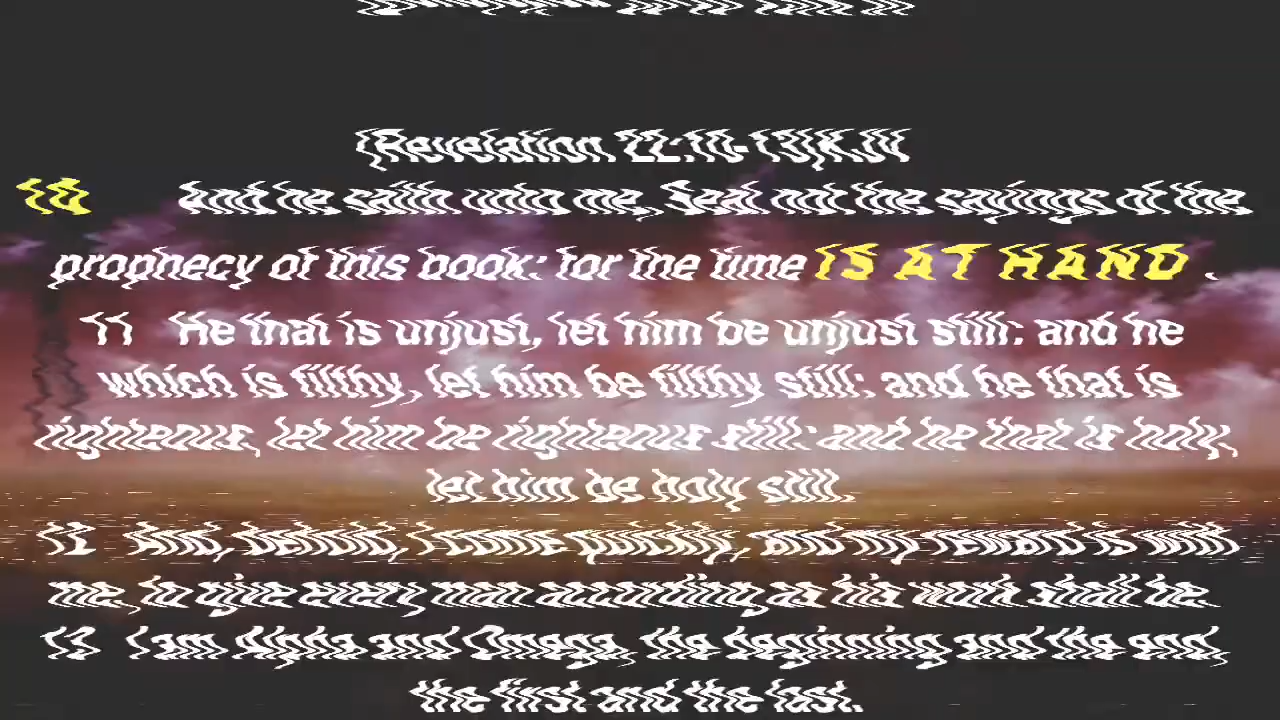 (Revelation 22:10-13)KJV
10 And he saith unto me, Seal not the sayings of the
prophecy of this book: for the time IS AT HAND .
11 He that is unjust, let him be unjust still: and he
which is filthy, let him be filthy still: and he that is
righteous, let him be righteous still: and he that is holy,
let him be holy still.
12 And, behold, I come quickly; and my reward is with
me, to give every man according as his work shall be.
13 I am Alpha and Omega, the beginning and the end,
the first and the last.